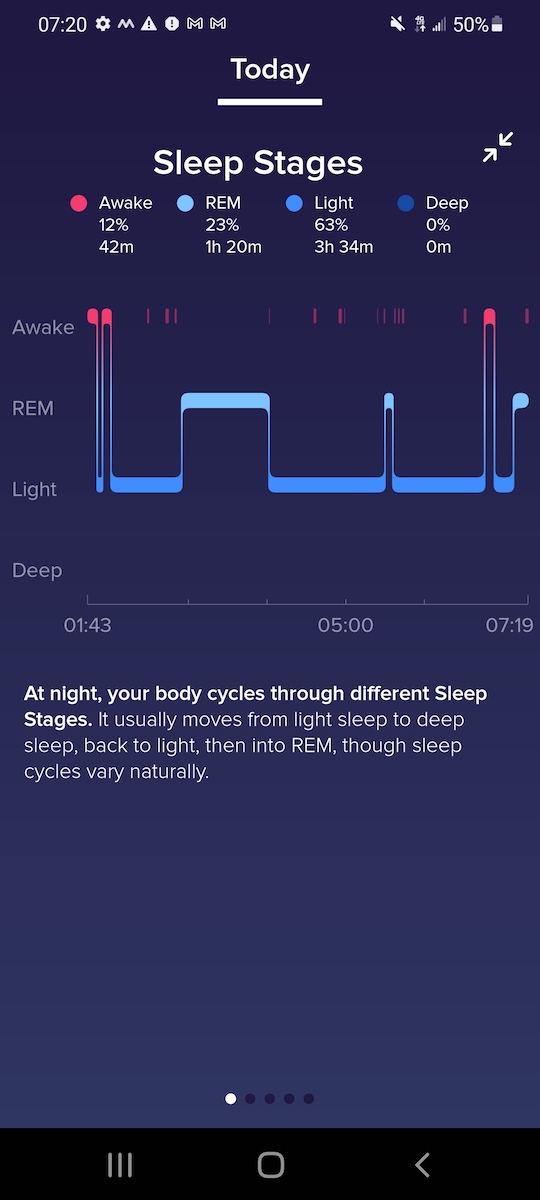 07:20 50%
Today
Sleep Stages
Awake REM Light Deep
12% 23% 63% 0%
42m 1h 20m 3h 34m 0m
Awake
REM
Light
Deep
01:43 05:00 07:19
At night, your body cycles through different Sleep
Stages. It usually moves from light sleep to deep
sleep, back to light, then into REM, though sleep
cycles vary naturally.